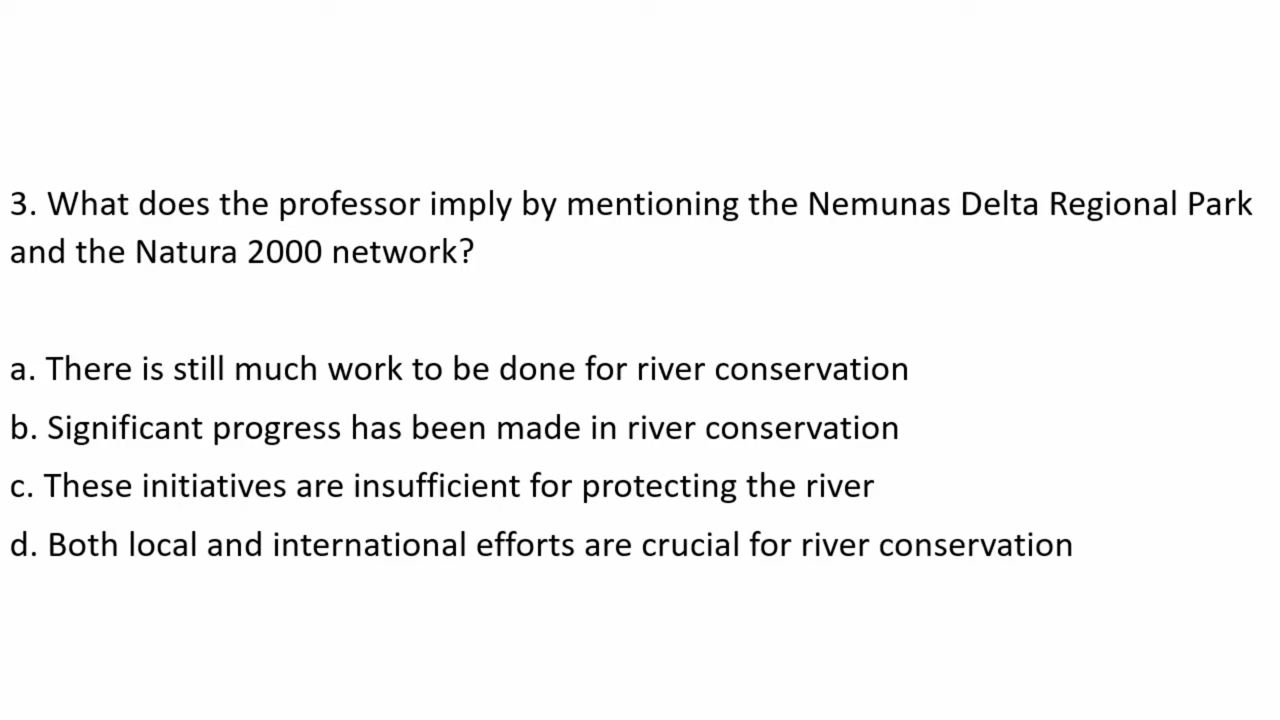 3. What does the professor imply by mentioning the Nemunas Delta Regional Park
and the Natura 2000 network?
a. There is still much work to be done for river conservation
b. Significant progress has been made in river conservation
c. These initiatives are insufficient for protecting the river
d. Both local and international efforts are crucial for river conservation